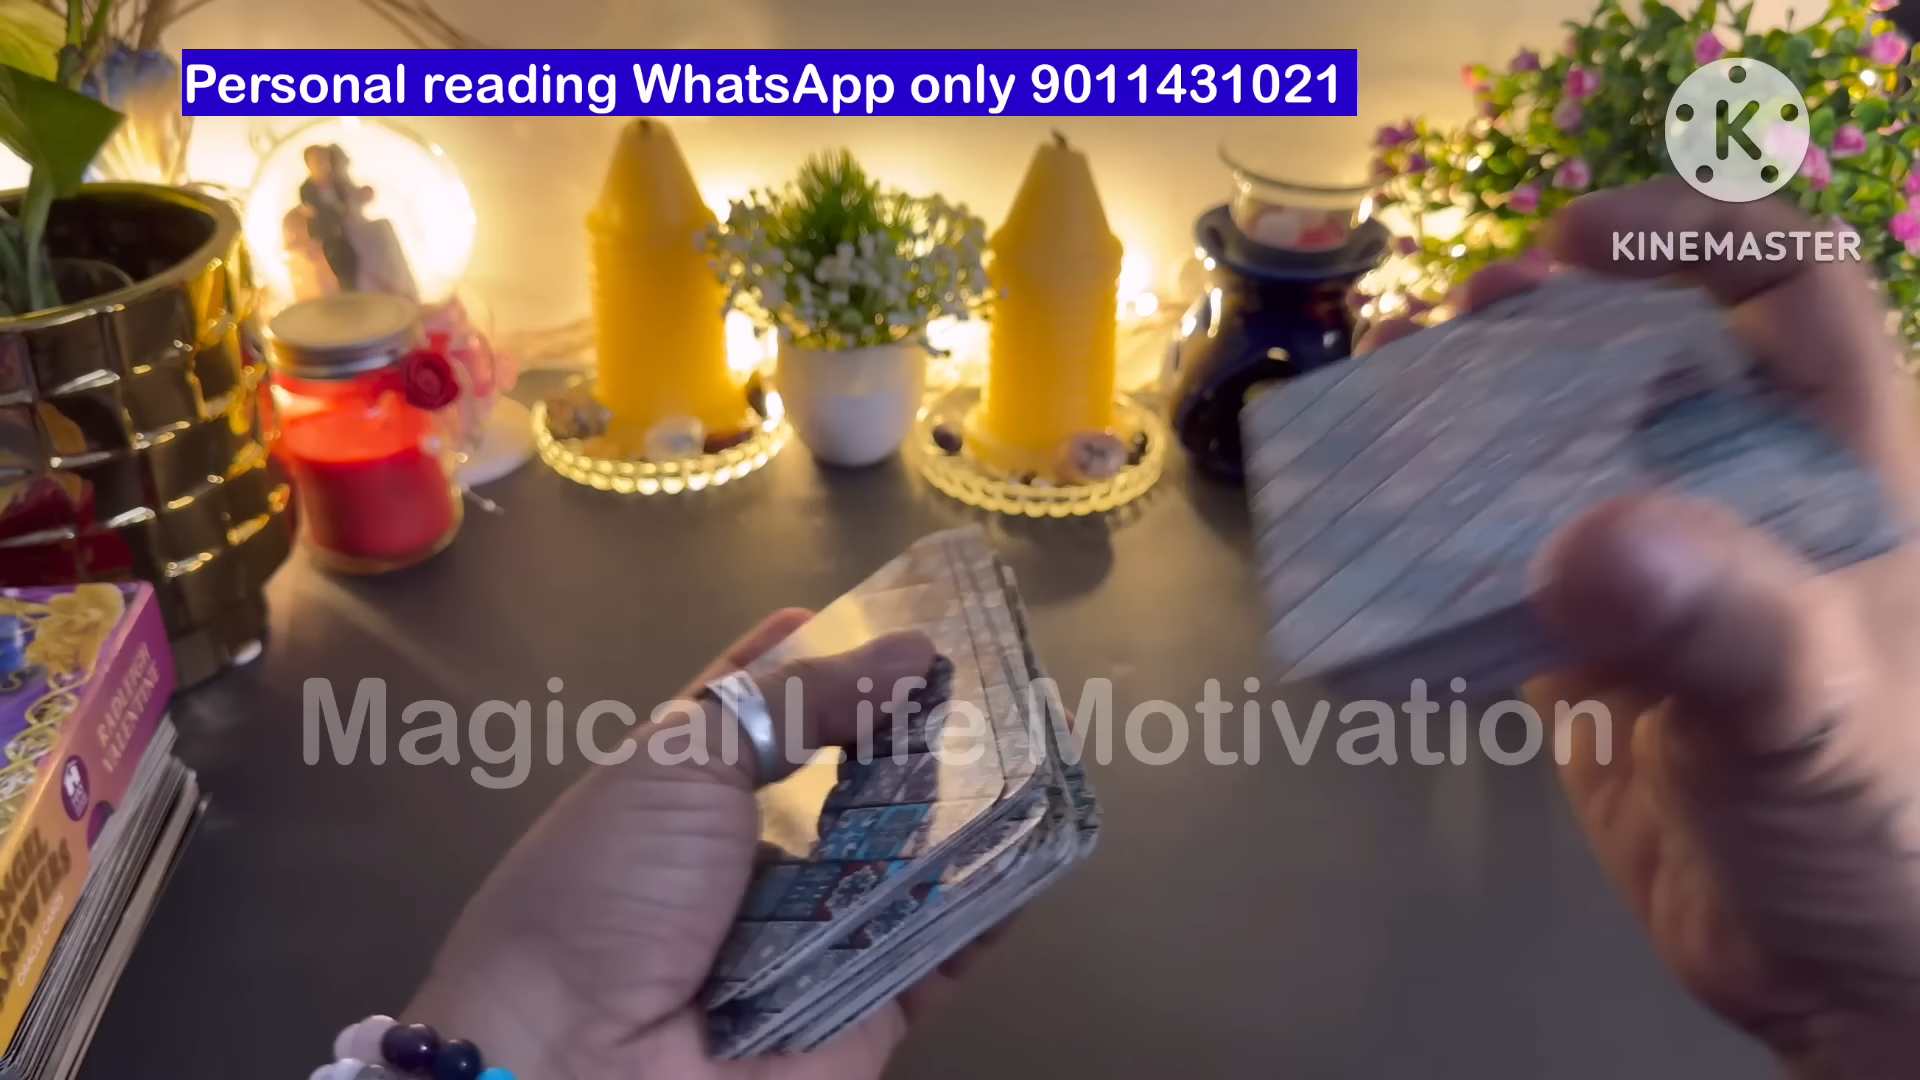 Personal reading WhatsApp only 9011431021
K
KINEMASTER
Magical Life Motivation
RADLEIGH
VALENTINE
ANGEL
ANSWERS
ORACLE CARDS